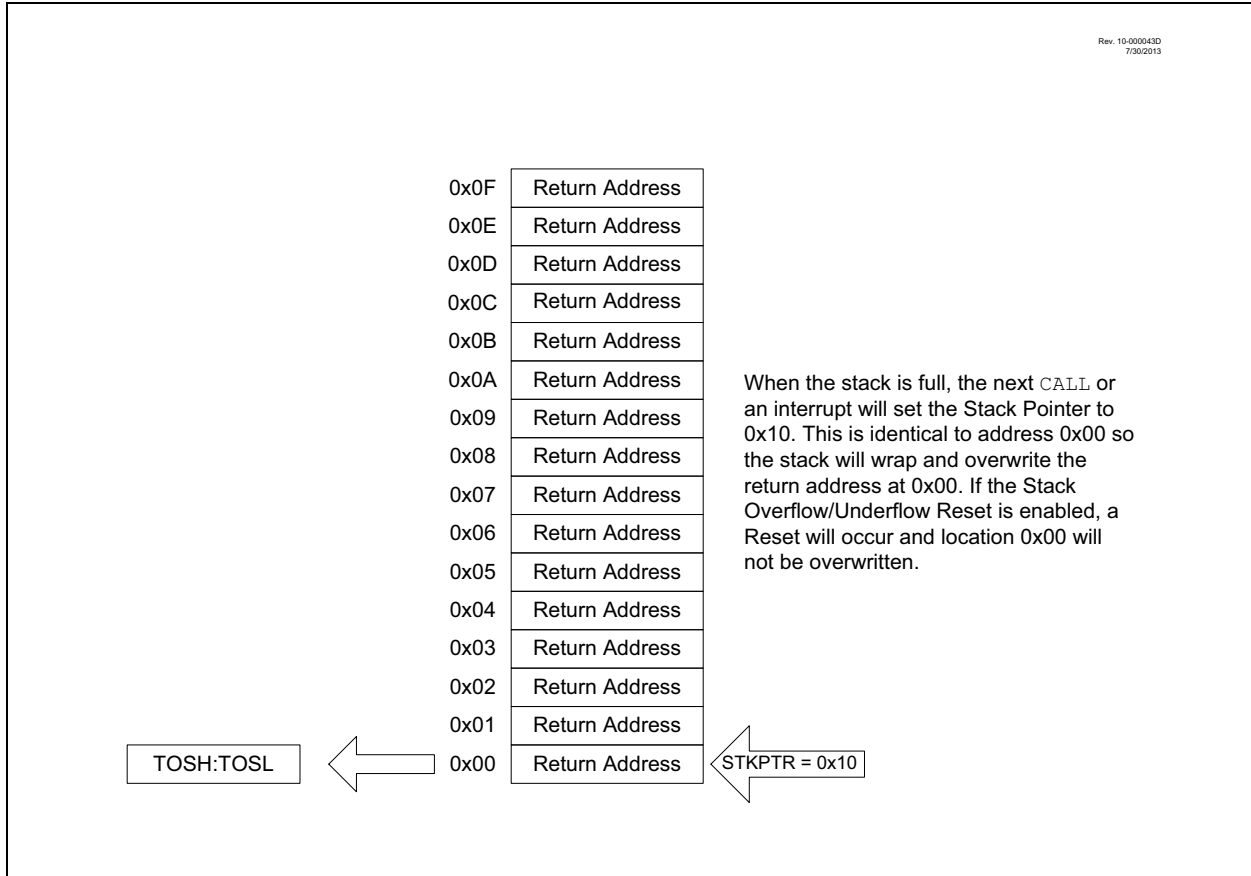 Rev. 10-000043D
7/30/2013
0x0F Return Address
0x0E Return Address
0x0D Return Address
0x0C Return Address
0x0B Return Address
0x0A Return Address
0x09 Return Address
0x08 Return Address
0x07 Return Address
0x06 Return Address
0x05 Return Address
0x04 Return Address
0x03 Return Address
0x02 Return Address
0x01 Return Address
TOSH:TOSL 0x00 Return Address STKPTR = 0x10
When the stack is full, the next CALL or
an interrupt will set the Stack Pointer to
0x10. This is identical to address 0x00 so
the stack will wrap and overwrite the
return address at 0x00. If the Stack
Overflow/Underflow Reset is enabled, a
Reset will occur and location 0x00 will
not be overwritten.